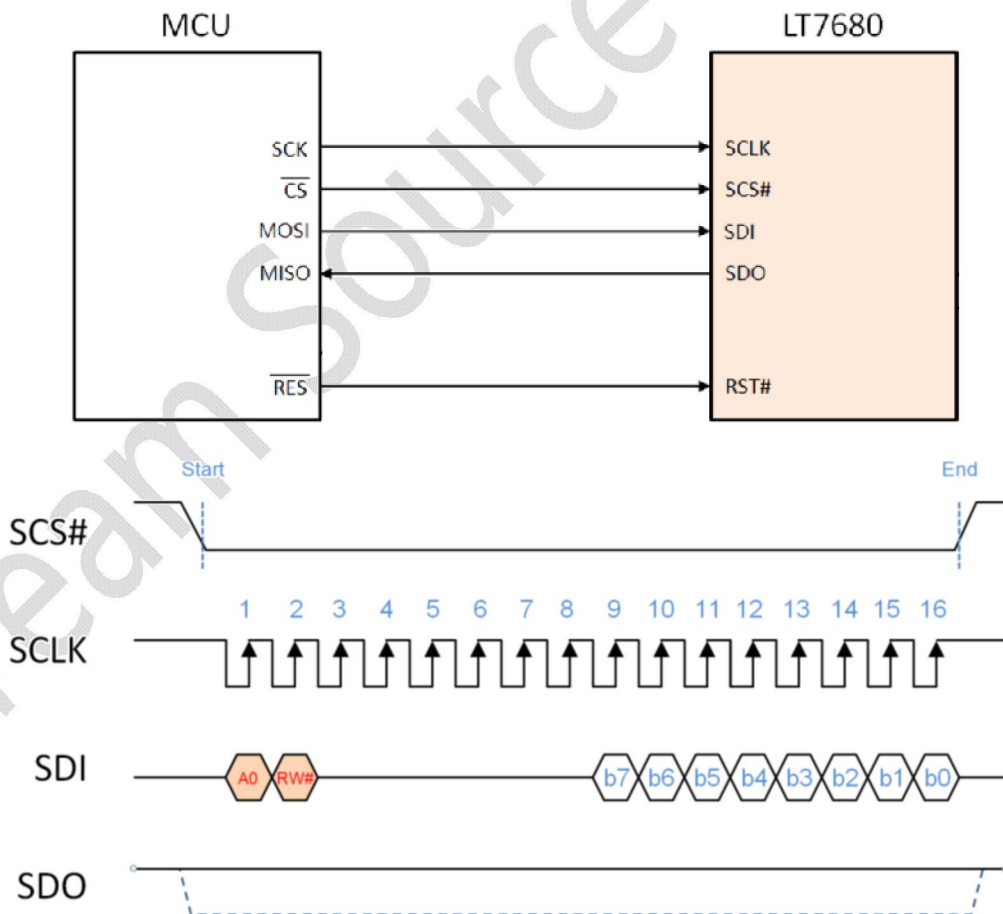 MCU LT7680
SCK SCLK
CS SCS#
MOSI SDI
MISO SDO
RES RST#
Start End
SCS#
1 2 3 4 5 6 7 8 9 10 11 12 13 14 15 16
SCLK
SDI A0 RW# b7 b6 b5 b4 b3 b2 b1 b0
SDO
eam Source